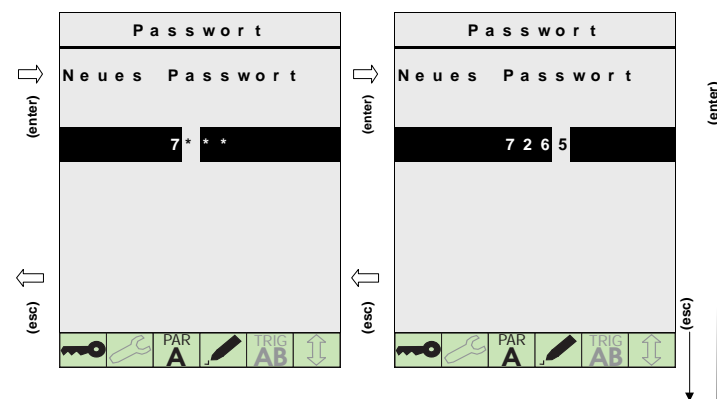 Passwort
Neues Passwort
(enter)
7***
(esc)
PAR
A
TRIG
AB
Passwort
Neues Passwort
(enter)
7265
(esc)
PAR
A
TRIG
AB
(enter)
(esc)